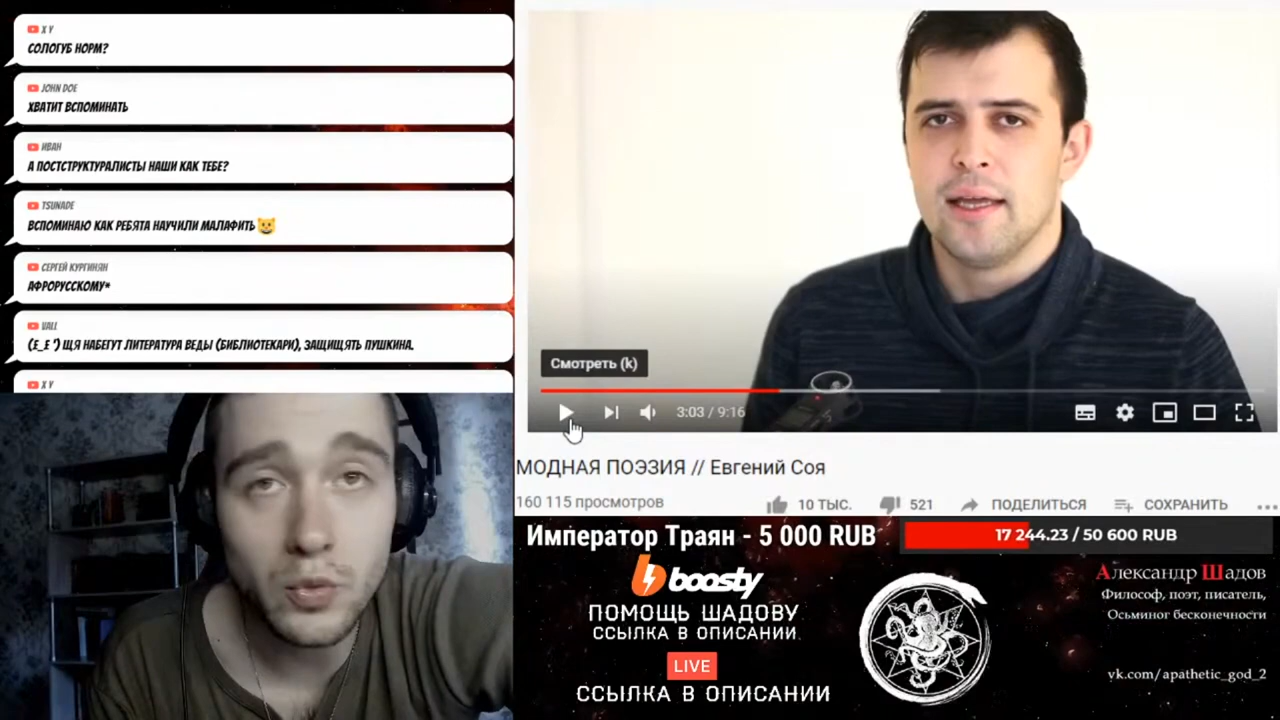 X Y
СОЛОГУБ НОРМ?
JOHN DOE
ХВАТИТ ВСПОМИНАТЬ
ИВАН
А ПОСТСТРУКТУРАЛИСТЫ НАШИ КАК ТЕБЕ?
TSUNADE
ВСПОМИНАЮ КАК РЕБЯТА НАУЧИЛИ МАЛАФИТЬ😺
СЕРГЕЙ КУРГИНЯН
АФРОРУССКОМУ*
VALL
(E_E ') ЩЯ НАБЕГУТ ЛИТЕРАТУРА ВЕДЫ (БИБЛИОТЕКАРИ), ЗАЩИЩЯТЬ ПУШКИНА.
X Y
Смотреть (k)
3:03 / 9:16
МОДНАЯ ПОЭЗИЯ // Евгений Соя
160 115 просмотров
10 ТЫС.
521
ПОДЕЛИТЬСЯ
СОХРАНИТЬ
Император Траян - 5 000 RUB
17 244.23 / 50 600 RUB
boosty
ПОМОЩЬ ШАДОВУ
ССЫЛКА В ОПИСАНИИ
LIVE
ССЫЛКА В ОПИСАНИИ
Александр Шадов
Философ, поэт, писатель,
Осьминог бесконечности
vk.com/apathetic_god_2